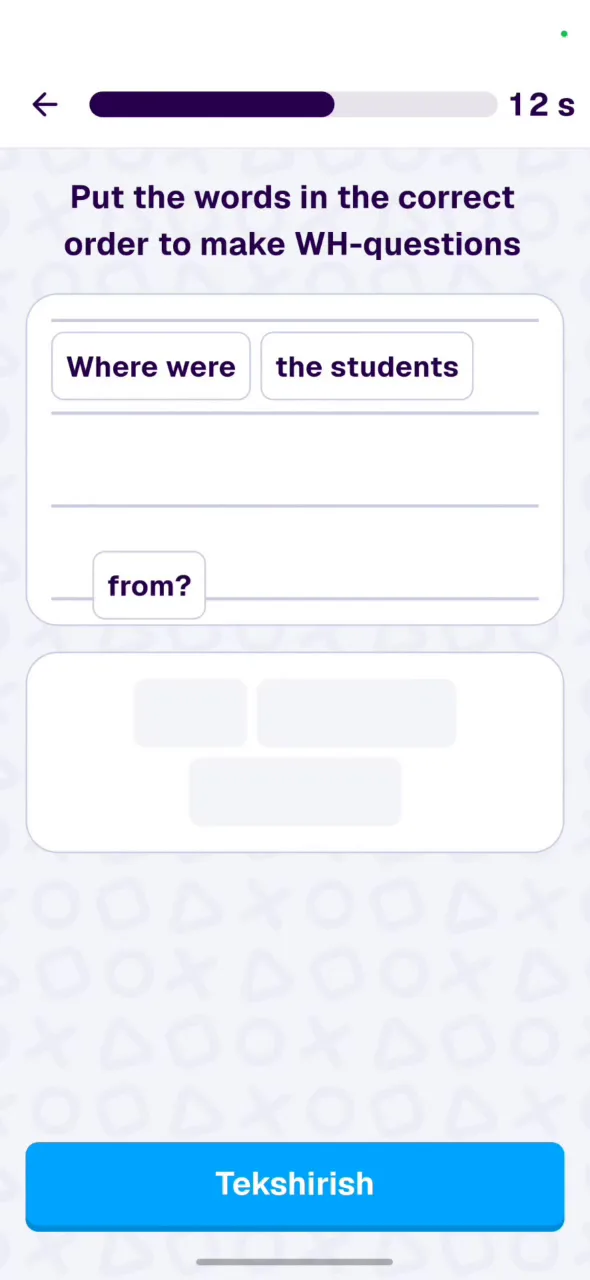 12 s
Put the words in the correct
order to make WH-questions
Where were the students
from?
Tekshirish